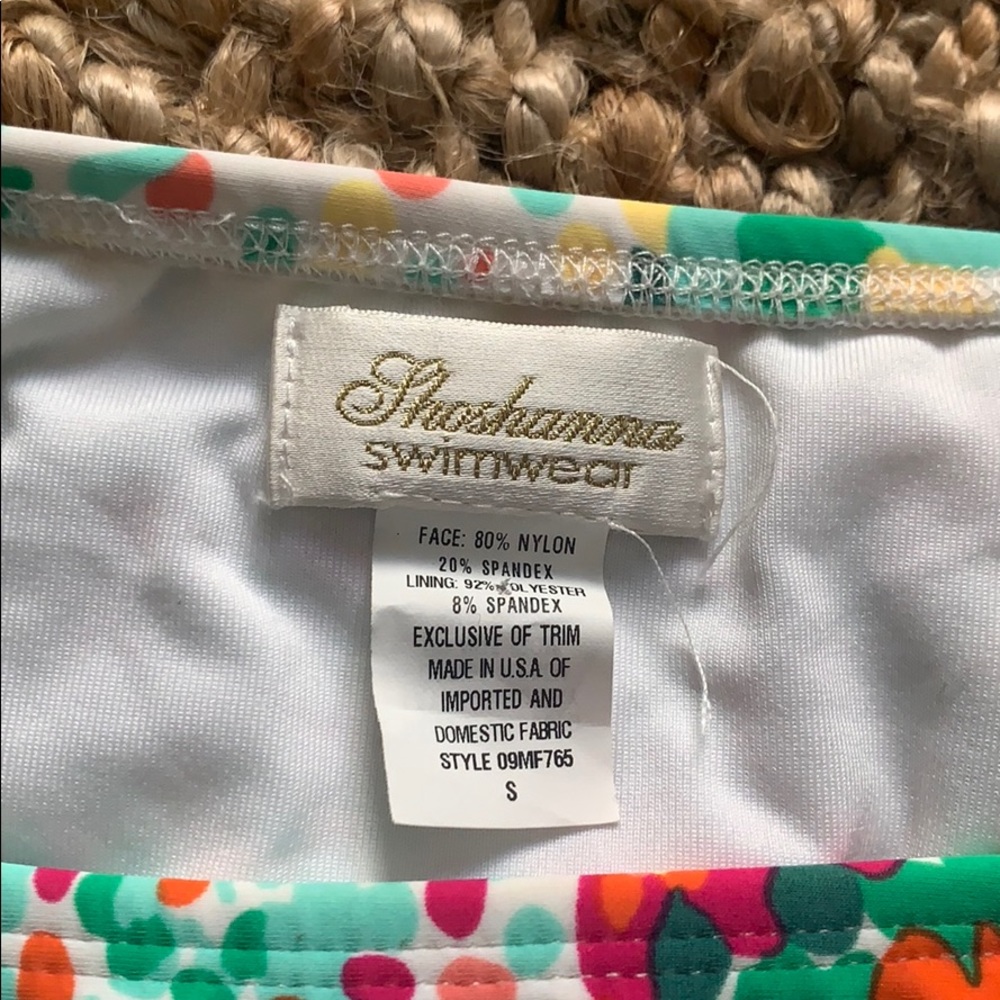 Shoshanna
swimwear
FACE: 80% NYLON
20% SPANDEX
LINING: 92% POLYESTER
8% SPANDEX
EXCLUSIVE OF TRIM
MADE IN U.S.A. OF
IMPORTED AND
DOMESTIC FABRIC
STYLE 09MF765
S